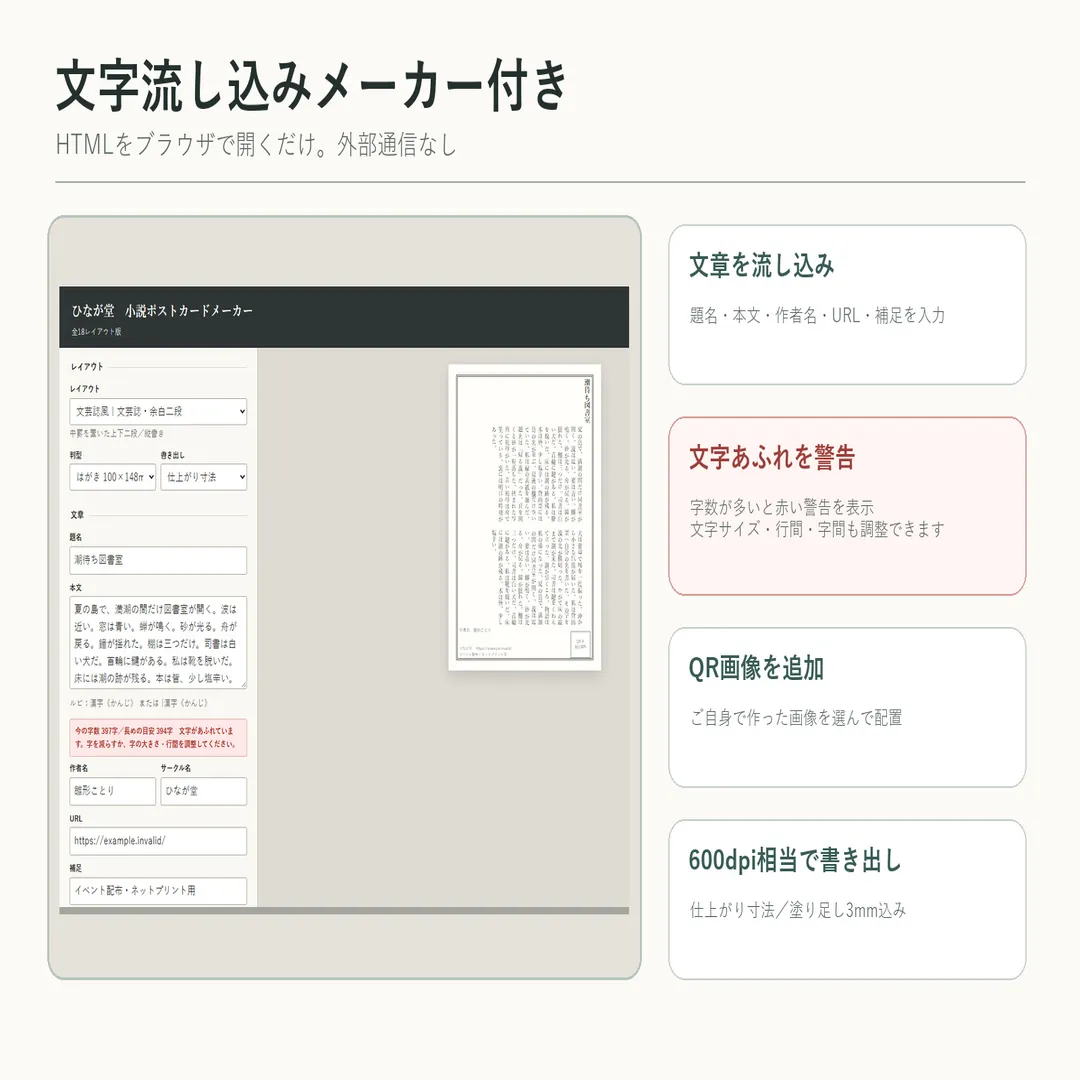 文字流し込みメーカー付き
HTMLをブラウザで開くだけ。外部通信なし
ひなが堂 小説ポストカードメーカー
全18レイアウト版
レイアウト
レイアウト
文芸誌風｜文芸誌・余白二段
中罫を置いた上下二段／縦書き
判型
書き出し
はがき 100×148m
仕上がり寸法
文章
題名
潮待ち図書室
本文
夏の島で、満潮の間だけ図書室が開く。波は
近い。窓は青い。蝉が鳴く。砂が光る。舟が
戻る。鐘が揺れた。棚は三つだけ。司書は白
い犬だ。首輪に鍵がある。私は靴を脱いだ。
床には潮の跡が残る。本は皆、少し塩辛い。
ルビ：漢字《かんじ》 または |漢字《かんじ》
今の字数 397字／長めの目安 394字 文字があふれていま
す。字を減らすか、字の大きさ・行間を調整してください。
作者名
サークル名
雛形ことり
ひなが堂
URL
https://example.invalid/
補足
イベント配布・ネットプリント用
潮待ち図書室
文章を流し込み
題名・本文・作者名・URL・補足を入力
文字あふれを警告
字数が多いと赤い警告を表示
文字サイズ・行間・字間も調整できます
QR画像を追加
ご自身で作った画像を選んで配置
600dpi相当で書き出し
仕上がり寸法／塗り足し3mm込み